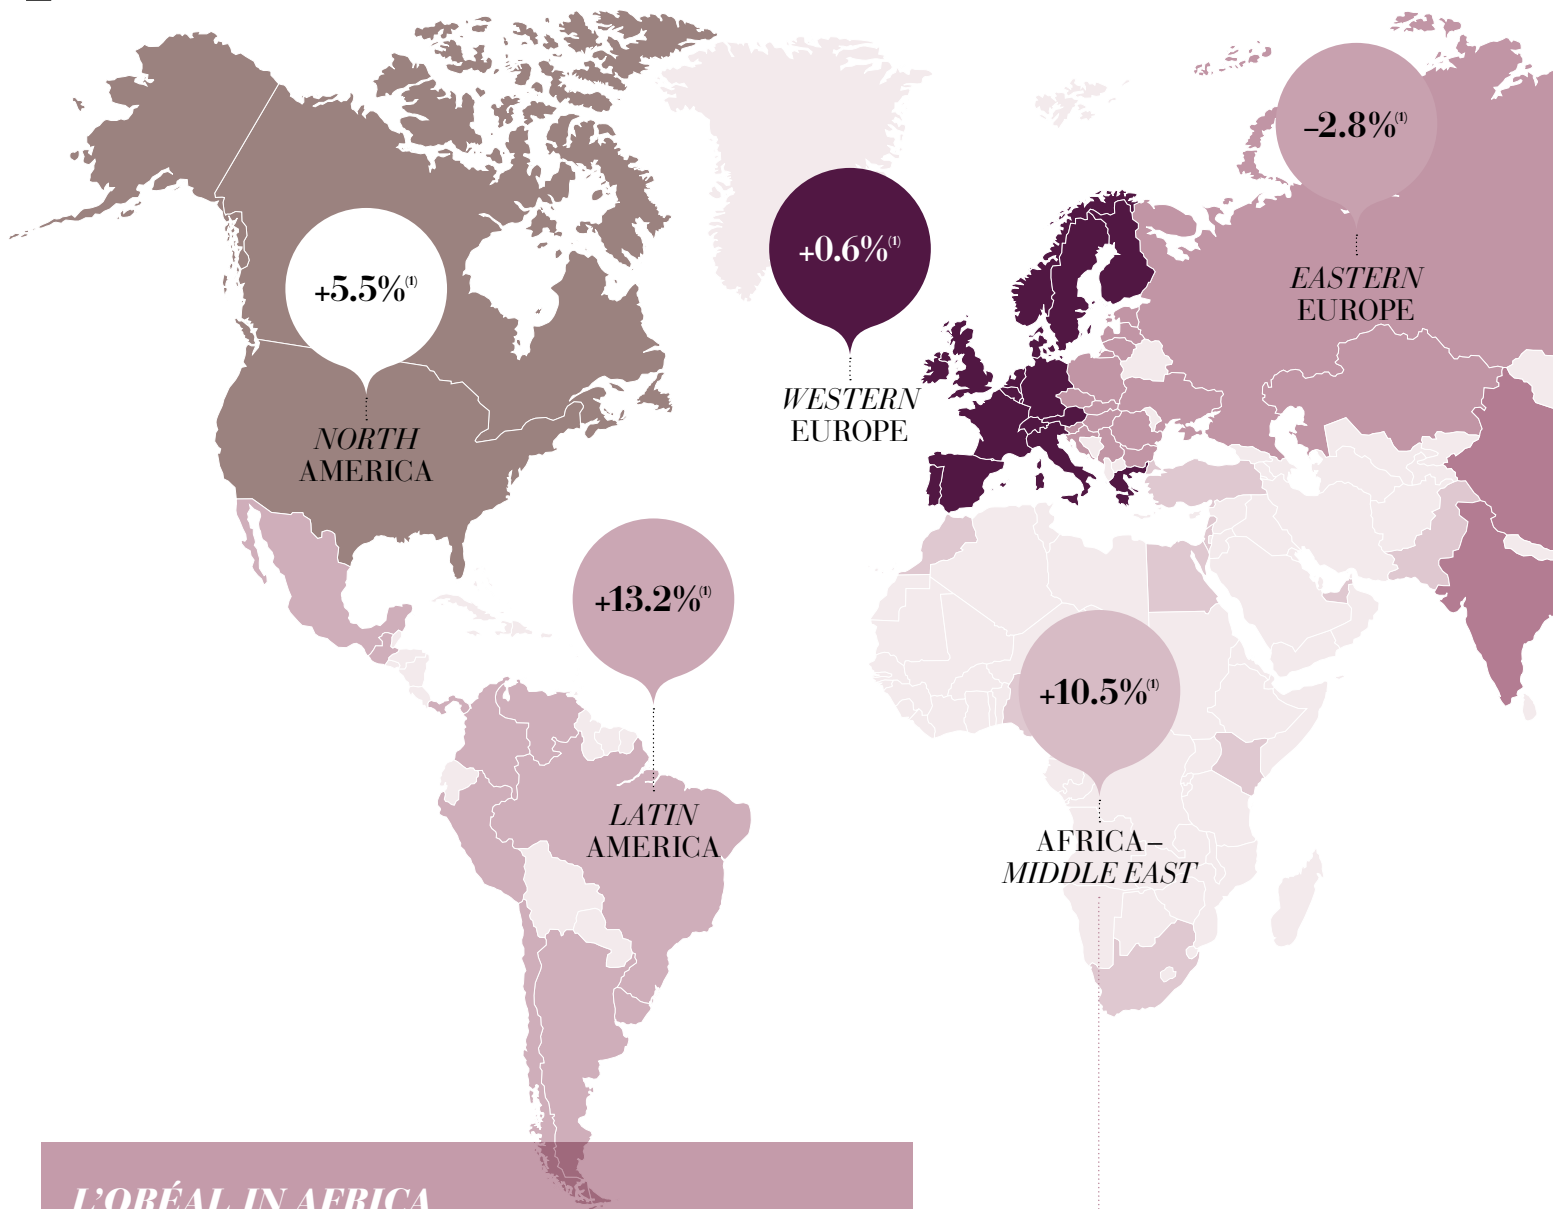 –2.8%(1)
EASTERN
EUROPE
+0.6%(1)
WESTERN
EUROPE
+5.5%(1)
NORTH
AMERICA
+13.2%(1)
LATIN
AMERICA
+10.5%(1)
AFRICA –
MIDDLE EAST
L'ORÉAL IN AFRICA